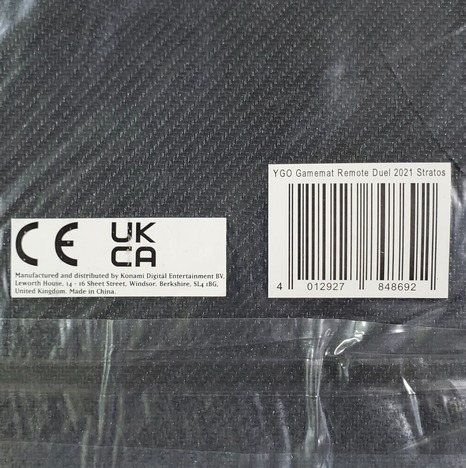 YGO Gamemat Remote Duel 2021 Stratos
4 012927 848692
CE UK
CA
Manufactured and distributed by Konami Digital Entertainment BV,
Leworth House, 14 - 16 Sheet Street, Windsor, Berkshire, SL4 1BG,
United Kingdom. Made in China.